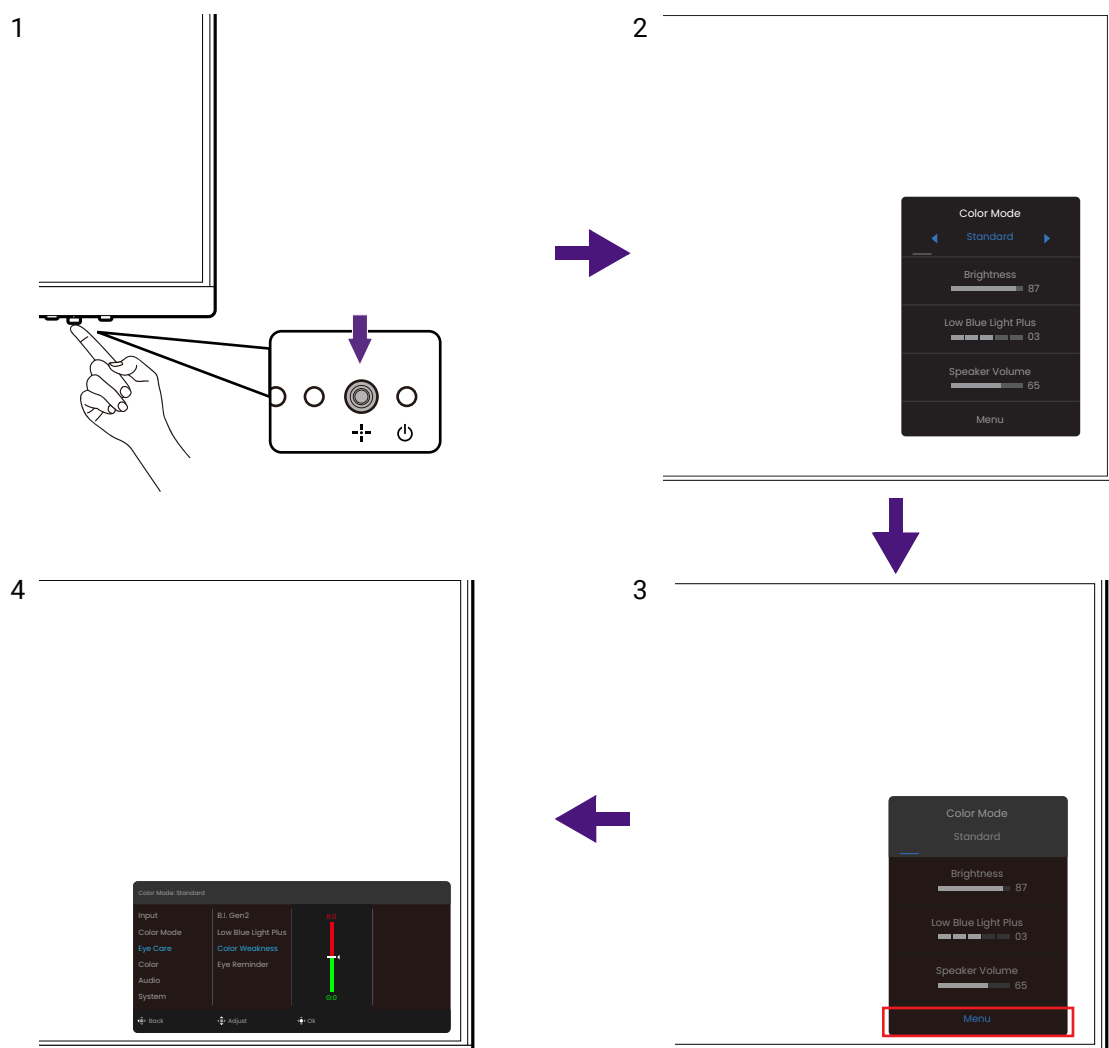 1
2
Color Mode
Standard
Brightness
87
Low Blue Light Plus
03
Speaker Volume
65
Menu
3
Color Mode
Standard
Brightness
87
Low Blue Light Plus
03
Speaker Volume
65
Menu
4
Color Mode: Standard
Input
B.I. Gen2
R:0
Color Mode
Low Blue Light Plus
Eye Care
Color Weakness
Color
Eye Reminder
Audio
System
G:0
Back
Adjust
Ok